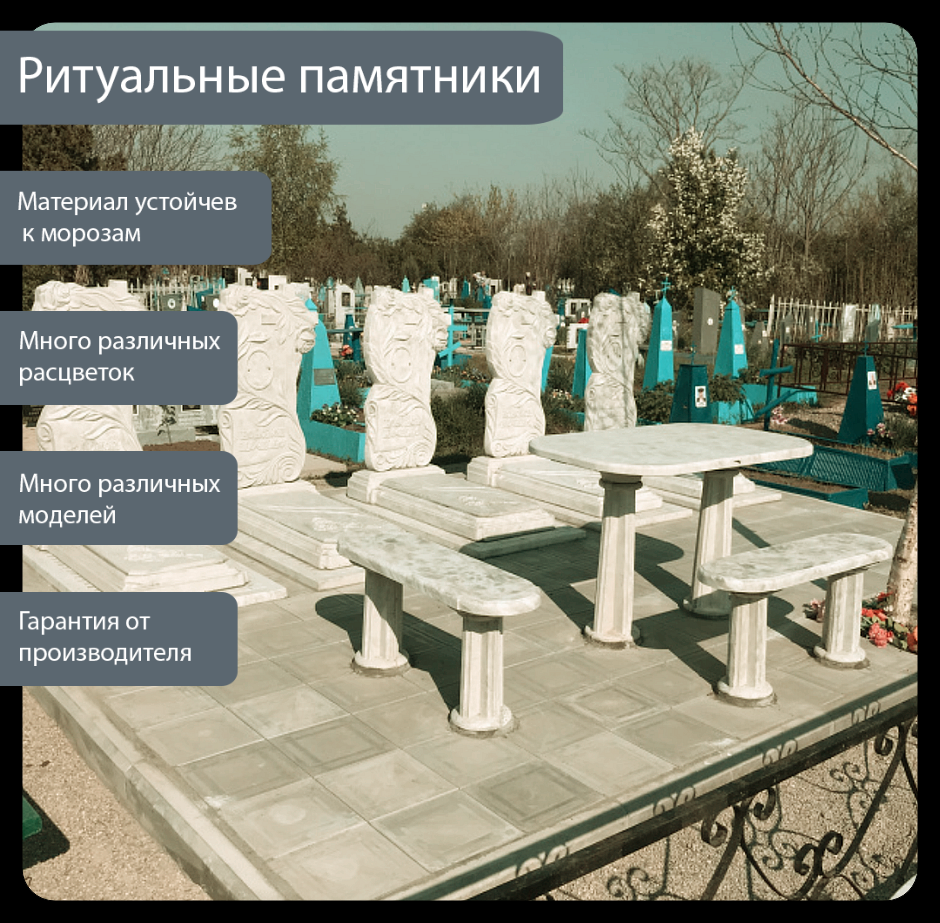 Ритуальные памятники
Материал устойчев
к морозам
Много различных
расцветок
Много различных
моделей
Гарантия от
производителя